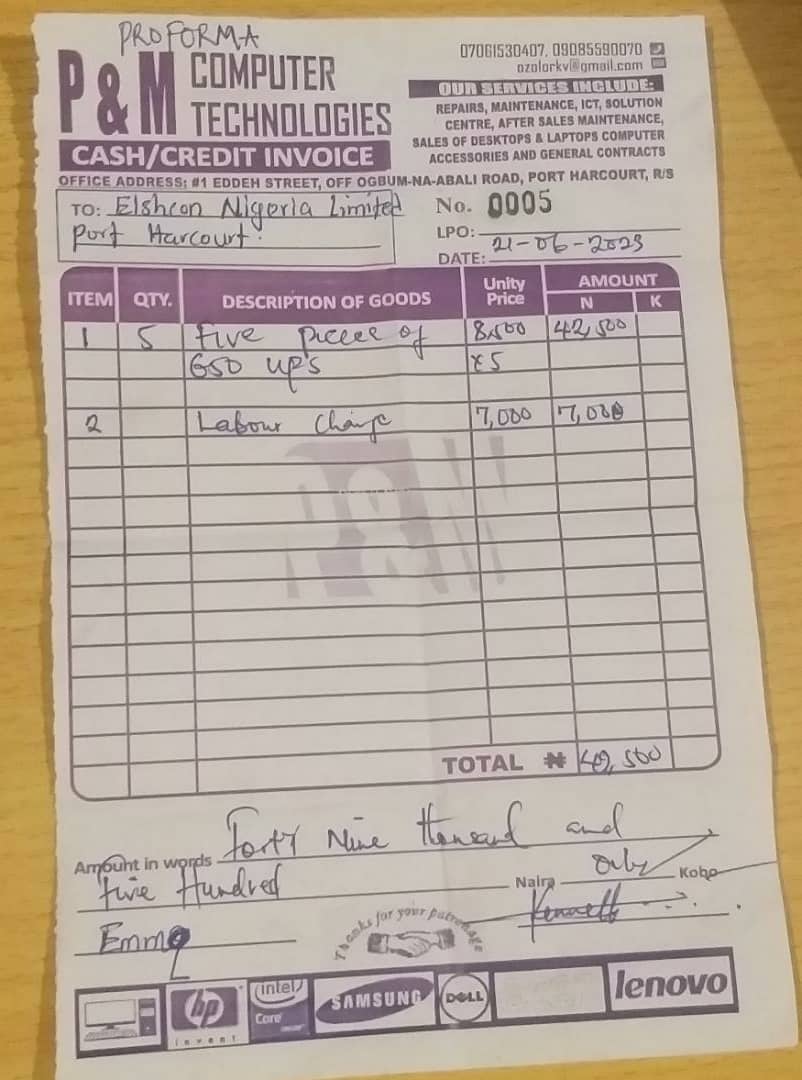 PROFORMA
P & M COMPUTER TECHNOLOGIES
07061530407, 09085590070
ozolorkv@gmail.com
CASH/CREDIT INVOICE
OUR SERVICES INCLUDE:
REPAIRS, MAINTENANCE, ICT, SOLUTION
CENTRE, AFTER SALES MAINTENANCE,
SALES OF DESKTOPS & LAPTOPS COMPUTER
ACCESSORIES AND GENERAL CONTRACTS
OFFICE ADDRESS: #1 EDDEH STREET, OFF OGBUM-NA-ABALI ROAD, PORT HARCOURT, R/S
TO: Elshcon Nigeria Limited
Port Harcourt.
No. 0005
LPO:
DATE: 21-06-2023
ITEM QTY. DESCRIPTION OF GOODS Unity Price AMOUNT N K
1 5 Five piece of 8,500 42,500
650 UP'S x5
2 Labour Charge 7,000 7,000
P&M
TOTAL ₦ 49,500
Amount in words Forty Nine thousand and
Five Hundred Naira Only Kobo
Emma
Thanks for your patronage
Kenneth
hp
invent
intel
Core
SAMSUNG
DELL
lenovo